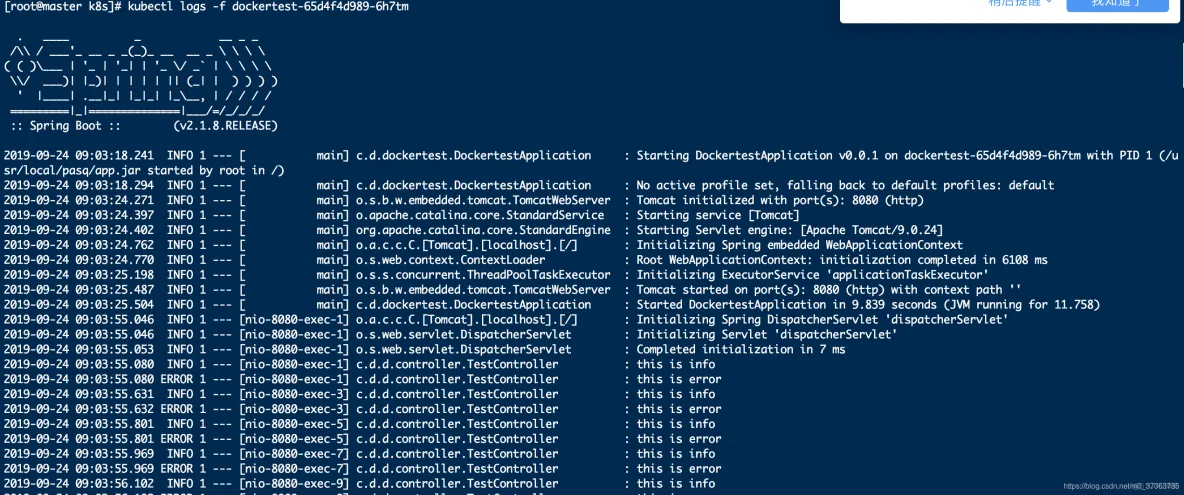 [root@master k8s]# kubectl logs -f dockertest-65d4f4d989-6h7tm
稍后提醒
我知道了
  .   ____          _            __ _ _
 /\\ / ___'_ __ _ _(_)_ __  __ _ \ \ \ \
( ( )\___ | '_ | '_| | '_ \/ _` | \ \ \ \
 \\/  ___)| |_)| | | | | || (_| |  ) ) ) )
  '  |____| .__|_| |_|_| |_\__, | / / / /
 =========|_|==============|___/=/_/_/_/
 :: Spring Boot ::        (v2.1.8.RELEASE)
2019-09-24 09:03:18.241  INFO 1 --- [           main] c.d.dockertest.DockertestApplication     : Starting DockertestApplication v0.0.1 on dockertest-65d4f4d989-6h7tm with PID 1 (/u
sr/local/pasq/app.jar started by root in /)
2019-09-24 09:03:18.294  INFO 1 --- [           main] c.d.dockertest.DockertestApplication     : No active profile set, falling back to default profiles: default
2019-09-24 09:03:24.271  INFO 1 --- [           main] o.s.b.w.embedded.tomcat.TomcatWebServer  : Tomcat initialized with port(s): 8080 (http)
2019-09-24 09:03:24.397  INFO 1 --- [           main] o.apache.catalina.core.StandardService   : Starting service [Tomcat]
2019-09-24 09:03:24.402  INFO 1 --- [           main] org.apache.catalina.core.StandardEngine  : Starting Servlet engine: [Apache Tomcat/9.0.24]
2019-09-24 09:03:24.762  INFO 1 --- [           main] o.a.c.c.C.[Tomcat].[localhost].[/]       : Initializing Spring embedded WebApplicationContext
2019-09-24 09:03:24.770  INFO 1 --- [           main] o.s.web.context.ContextLoader            : Root WebApplicationContext: initialization completed in 6108 ms
2019-09-24 09:03:25.198  INFO 1 --- [           main] o.s.s.concurrent.ThreadPoolTaskExecutor  : Initializing ExecutorService 'applicationTaskExecutor'
2019-09-24 09:03:25.487  INFO 1 --- [           main] o.s.b.w.embedded.tomcat.TomcatWebServer  : Tomcat started on port(s): 8080 (http) with context path ''
2019-09-24 09:03:25.504  INFO 1 --- [           main] c.d.dockertest.DockertestApplication     : Started DockertestApplication in 9.839 seconds (JVM running for 11.758)
2019-09-24 09:03:55.046  INFO 1 --- [nio-8080-exec-1] o.a.c.c.C.[Tomcat].[localhost].[/]       : Initializing Spring DispatcherServlet 'dispatcherServlet'
2019-09-24 09:03:55.046  INFO 1 --- [nio-8080-exec-1] o.s.web.servlet.DispatcherServlet        : Initializing Servlet 'dispatcherServlet'
2019-09-24 09:03:55.053  INFO 1 --- [nio-8080-exec-1] o.s.web.servlet.DispatcherServlet        : Completed initialization in 7 ms
2019-09-24 09:03:55.080  INFO 1 --- [nio-8080-exec-1] c.d.d.controller.TestController          : this is info
2019-09-24 09:03:55.080 ERROR 1 --- [nio-8080-exec-1] c.d.d.controller.TestController          : this is error
2019-09-24 09:03:55.631  INFO 1 --- [nio-8080-exec-3] c.d.d.controller.TestController          : this is info
2019-09-24 09:03:55.632 ERROR 1 --- [nio-8080-exec-3] c.d.d.controller.TestController          : this is error
2019-09-24 09:03:55.801  INFO 1 --- [nio-8080-exec-5] c.d.d.controller.TestController          : this is info
2019-09-24 09:03:55.801 ERROR 1 --- [nio-8080-exec-5] c.d.d.controller.TestController          : this is error
2019-09-24 09:03:55.969  INFO 1 --- [nio-8080-exec-7] c.d.d.controller.TestController          : this is info
2019-09-24 09:03:55.969 ERROR 1 --- [nio-8080-exec-7] c.d.d.controller.TestController          : this is error
2019-09-24 09:03:56.102  INFO 1 --- [nio-8080-exec-9] c.d.d.controller.TestController          : this is info
https://blog.csdn.net/m0_37063785